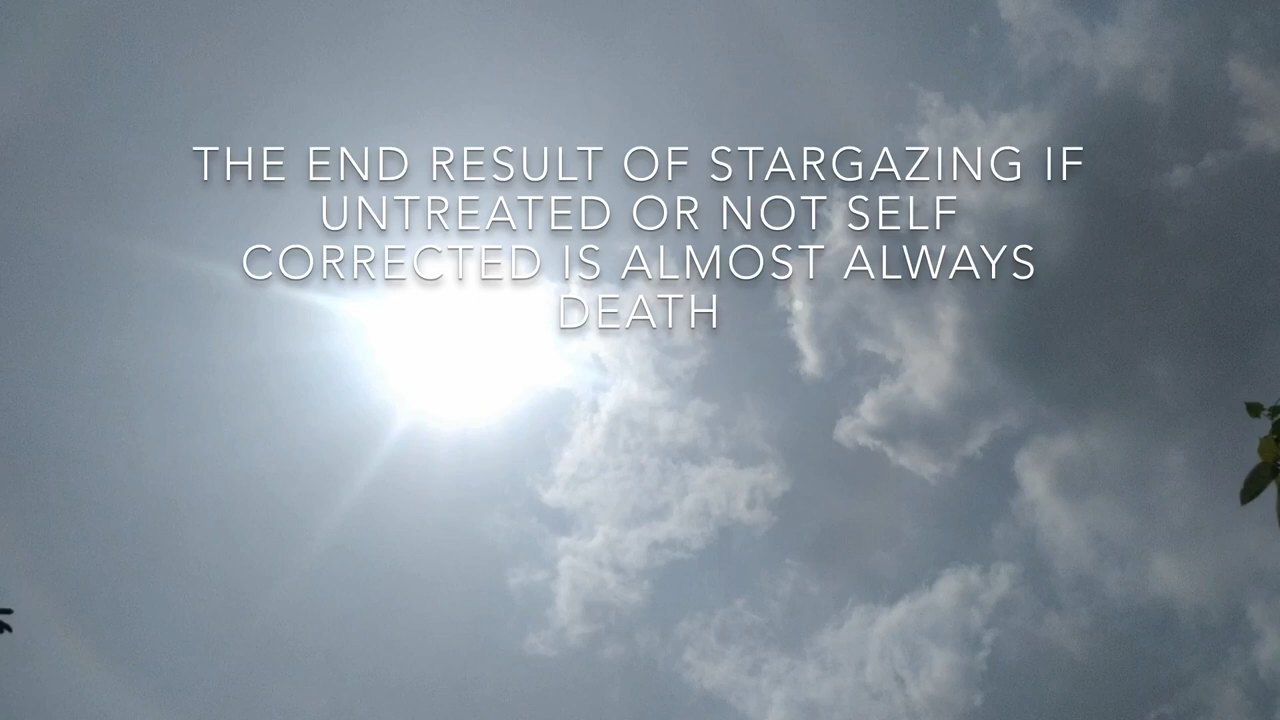 THE END RESULT OF STARGAZING IF
UNTREATED OR NOT SELF
CORRECTED IS ALMOST ALWAYS
DEATH